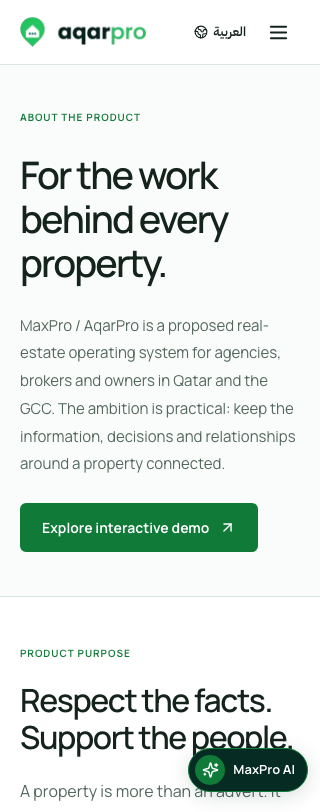 aqarpro
العربية
ABOUT THE PRODUCT
For the work
behind every
property.
MaxPro / AqarPro is a proposed real-
estate operating system for agencies,
brokers and owners in Qatar and the
GCC. The ambition is practical: keep the
information, decisions and relationships
around a property connected.
Explore interactive demo
PRODUCT PURPOSE
Respect the facts.
Support the people.
MaxPro AI
A property is more than an advert. It